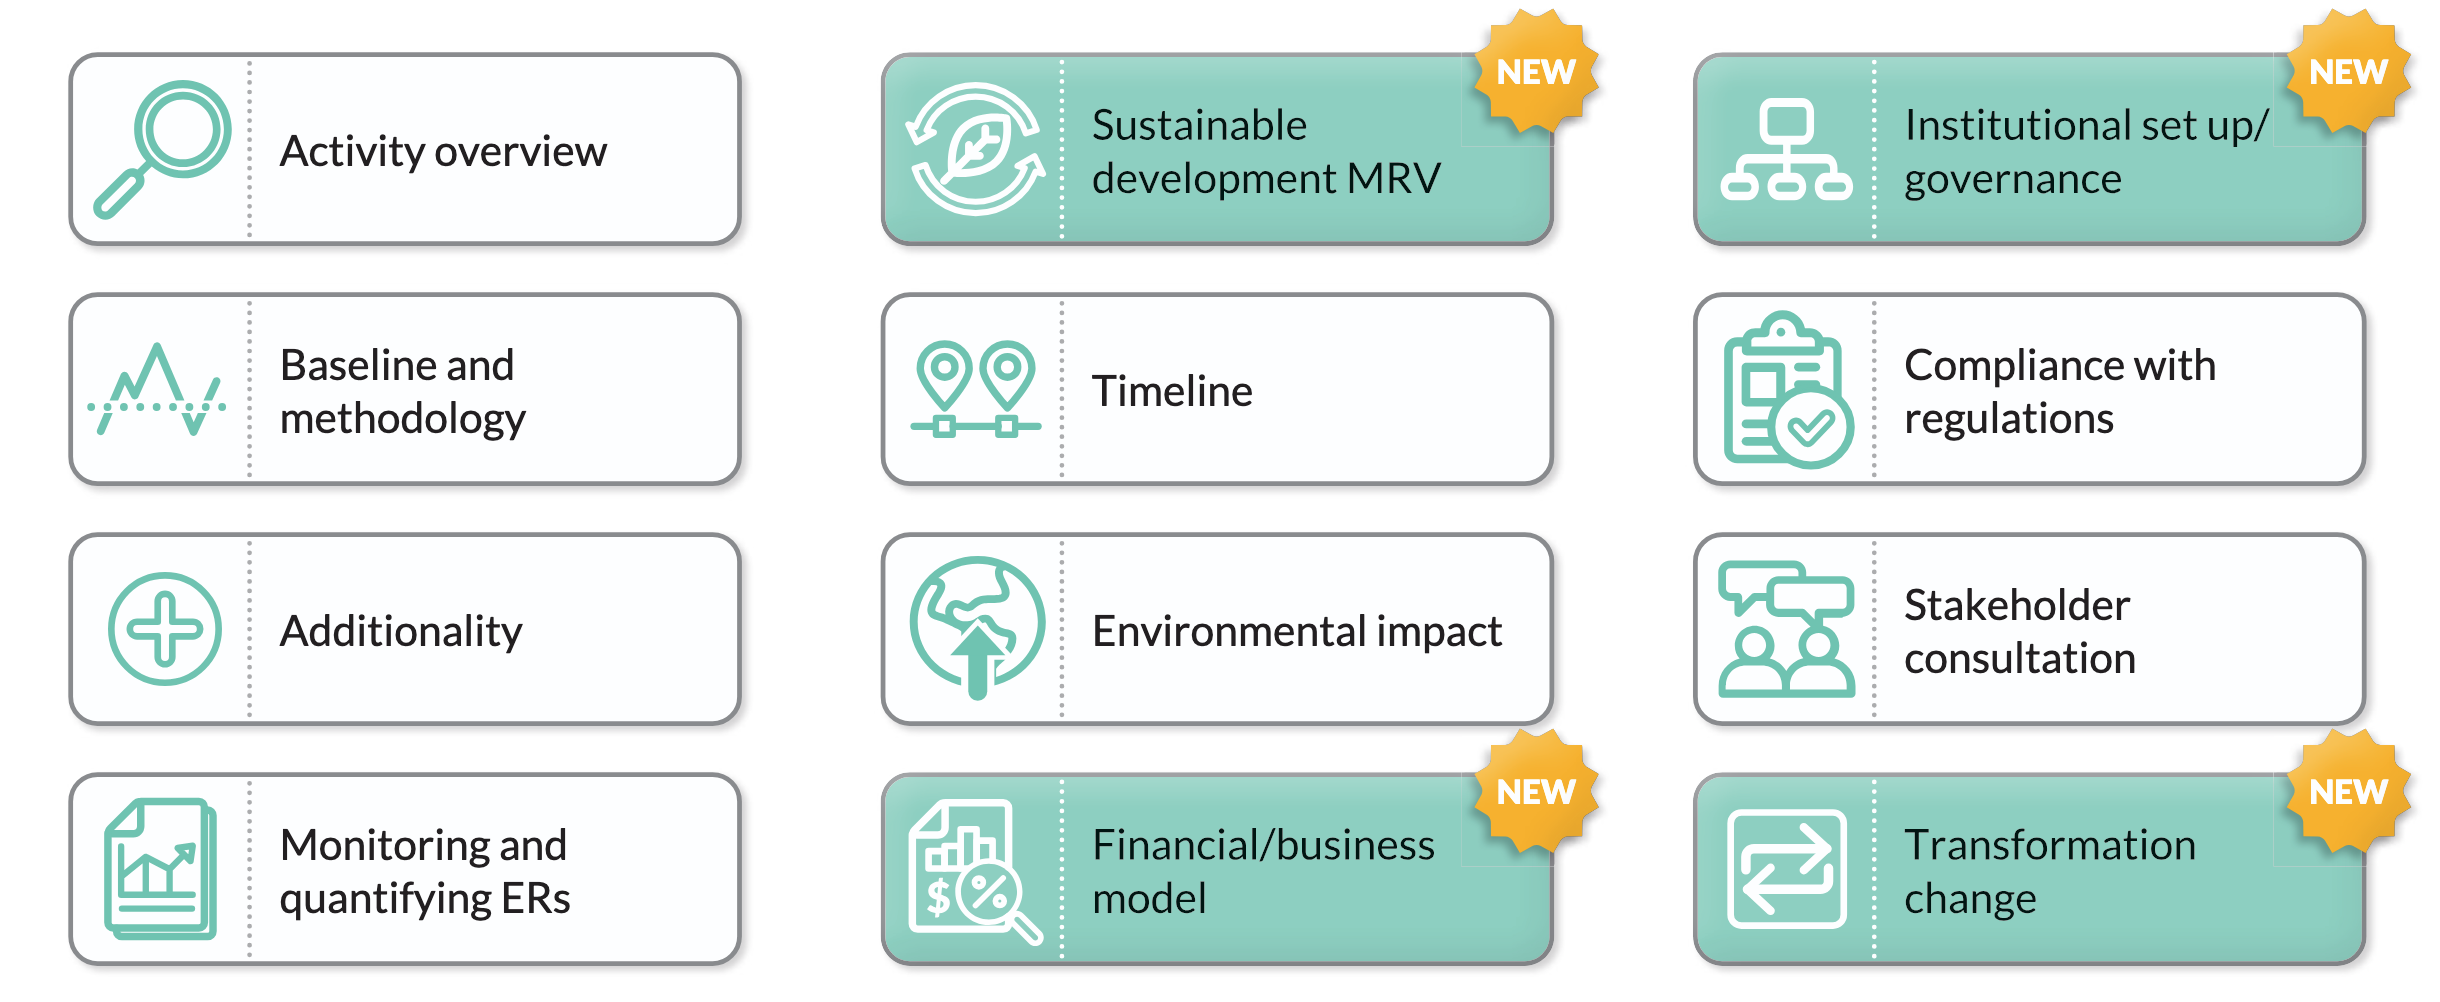 Activity overview
Sustainable
development MRV
NEW
Institutional set up/
governance
NEW
Baseline and
methodology
Timeline
Compliance with
regulations
Additionality
Environmental impact
Stakeholder
consultation
Monitoring and
quantifying ERs
Financial/business
model
$
%
NEW
Transformation
change
NEW